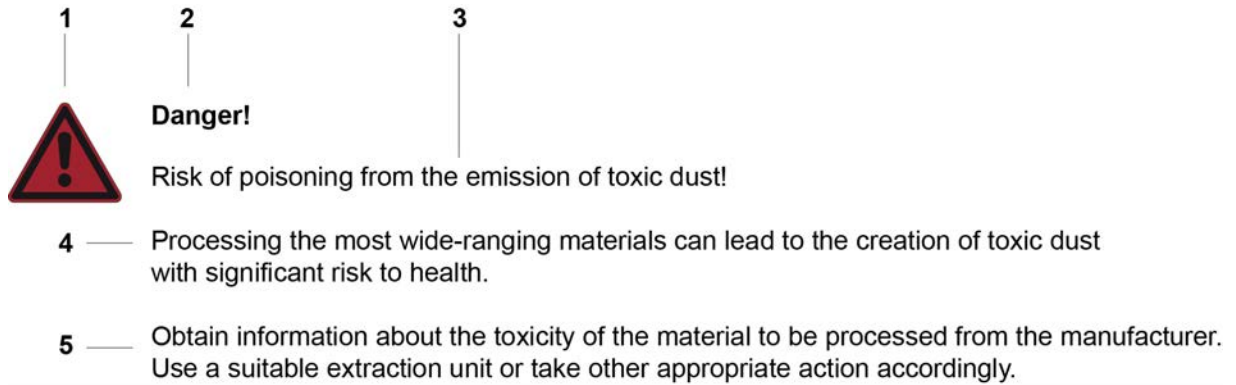 1 2 3
Danger!
Risk of poisoning from the emission of toxic dust!
4 Processing the most wide-ranging materials can lead to the creation of toxic dust
with significant risk to health.
5 Obtain information about the toxicity of the material to be processed from the manufacturer.
Use a suitable extraction unit or take other appropriate action accordingly.